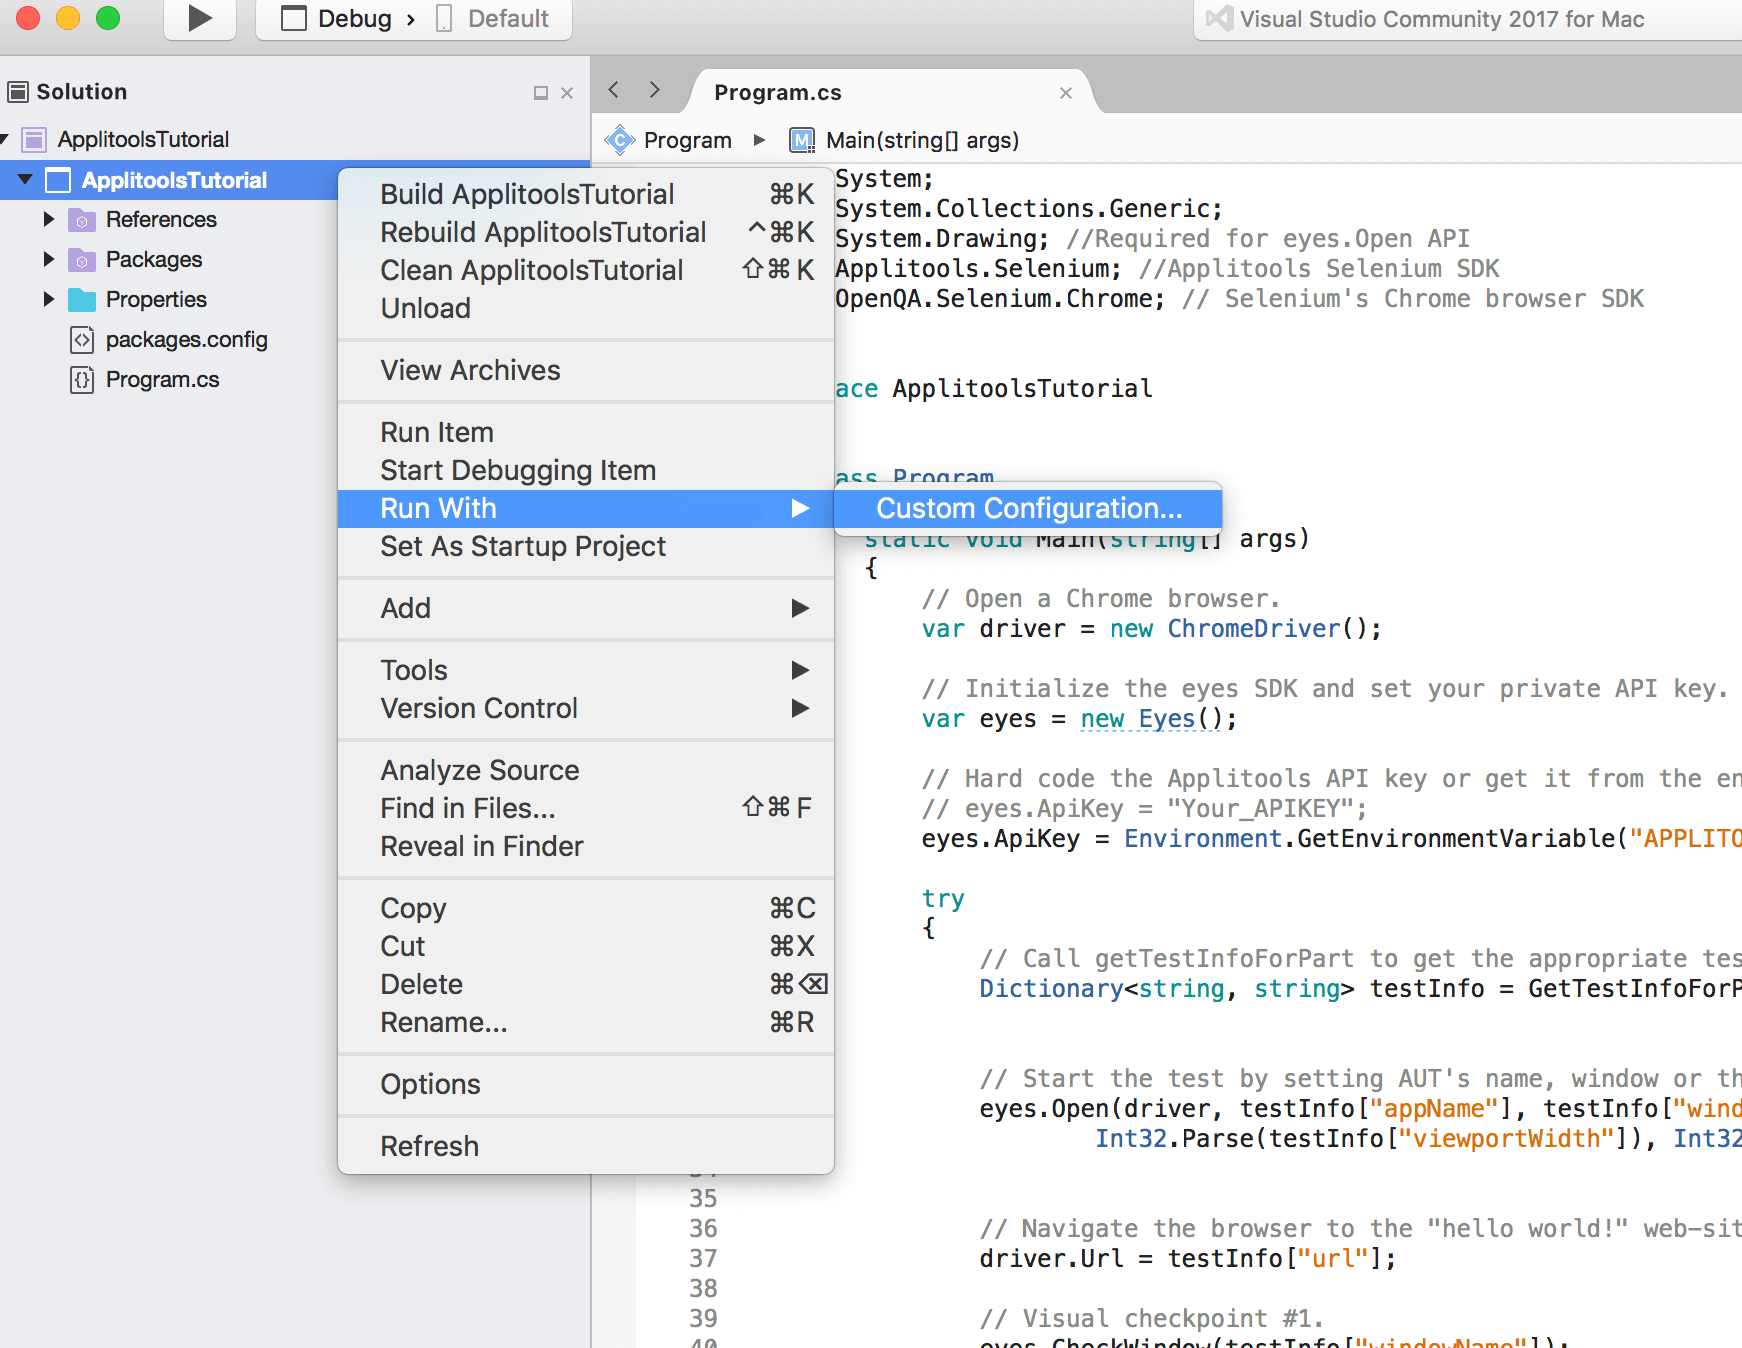 Debug › Default
Visual Studio Community 2017 for Mac
Solution
ApplitoolsTutorial
ApplitoolsTutorial
References
Packages
Properties
packages.config
Program.cs
Build ApplitoolsTutorial ⌘K
Rebuild ApplitoolsTutorial ^⌘K
Clean ApplitoolsTutorial ⇧⌘K
Unload
View Archives
Run Item
Start Debugging Item
Run With
Set As Startup Project
Add
Tools
Version Control
Analyze Source
Find in Files... ⇧⌘F
Reveal in Finder
Copy ⌘C
Cut ⌘X
Delete ⌘⌫
Rename... ⌘R
Options
Refresh
Custom Configuration...
Program.cs
Program ▸ Main(string[] args)
System;
System.Collections.Generic;
System.Drawing; //Required for eyes.Open API
Applitools.Selenium; //Applitools Selenium SDK
OpenQA.Selenium.Chrome; // Selenium's Chrome browser SDK
ace ApplitoolsTutorial
ass Program
static void Main(string[] args)
{
// Open a Chrome browser.
var driver = new ChromeDriver();
// Initialize the eyes SDK and set your private API key.
var eyes = new Eyes();
// Hard code the Applitools API key or get it from the en
// eyes.ApiKey = "Your_APIKEY";
eyes.ApiKey = Environment.GetEnvironmentVariable("APPLITO
try
{
// Call getTestInfoForPart to get the appropriate tes
Dictionary<string, string> testInfo = GetTestInfoForP
// Start the test by setting AUT's name, window or th
eyes.Open(driver, testInfo["appName"], testInfo["wind
Int32.Parse(testInfo["viewportWidth"]), Int32
35
36 // Navigate the browser to the "hello world!" web-sit
37 driver.Url = testInfo["url"];
38
39 // Visual checkpoint #1.
40 eyes.CheckWindow(testInfo["windowName"]);